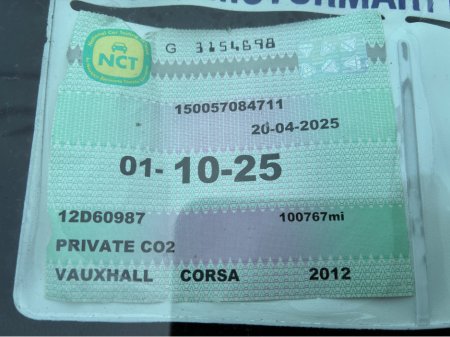 G 3154698
NCT
150057084711
20-04-2025
01-10-25
12D60987 100767mi
PRIVATE CO2
VAUXHALL CORSA 2012